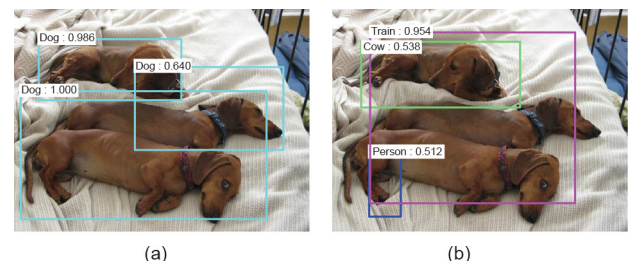 Dog : 0.986
Dog : 0.640
Dog : 1.000
Train : 0.954
Cow : 0.538
Person : 0.512
(a)
(b)